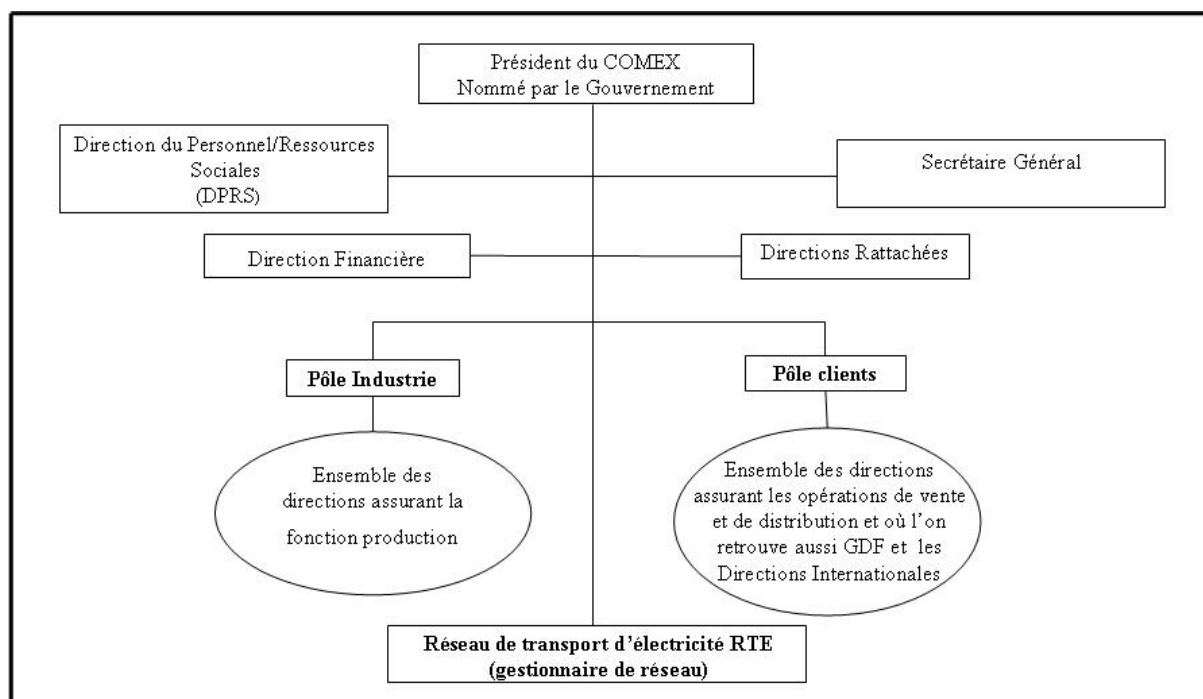 Président du COMEX
Nommé par le Gouvernement
Direction du Personnel/Ressources
Sociales
(DPRS)
Secrétaire Général
Direction Financière
Directions Rattachées
Pôle Industrie
Pôle clients
Ensemble des
directions assurant la
fonction production
Ensemble des directions
assurant les opérations de vente
et de distribution et où l’on
retrouve aussi GDF et les
Directions Internationales
Réseau de transport d’électricité RTE
(gestionnaire de réseau)